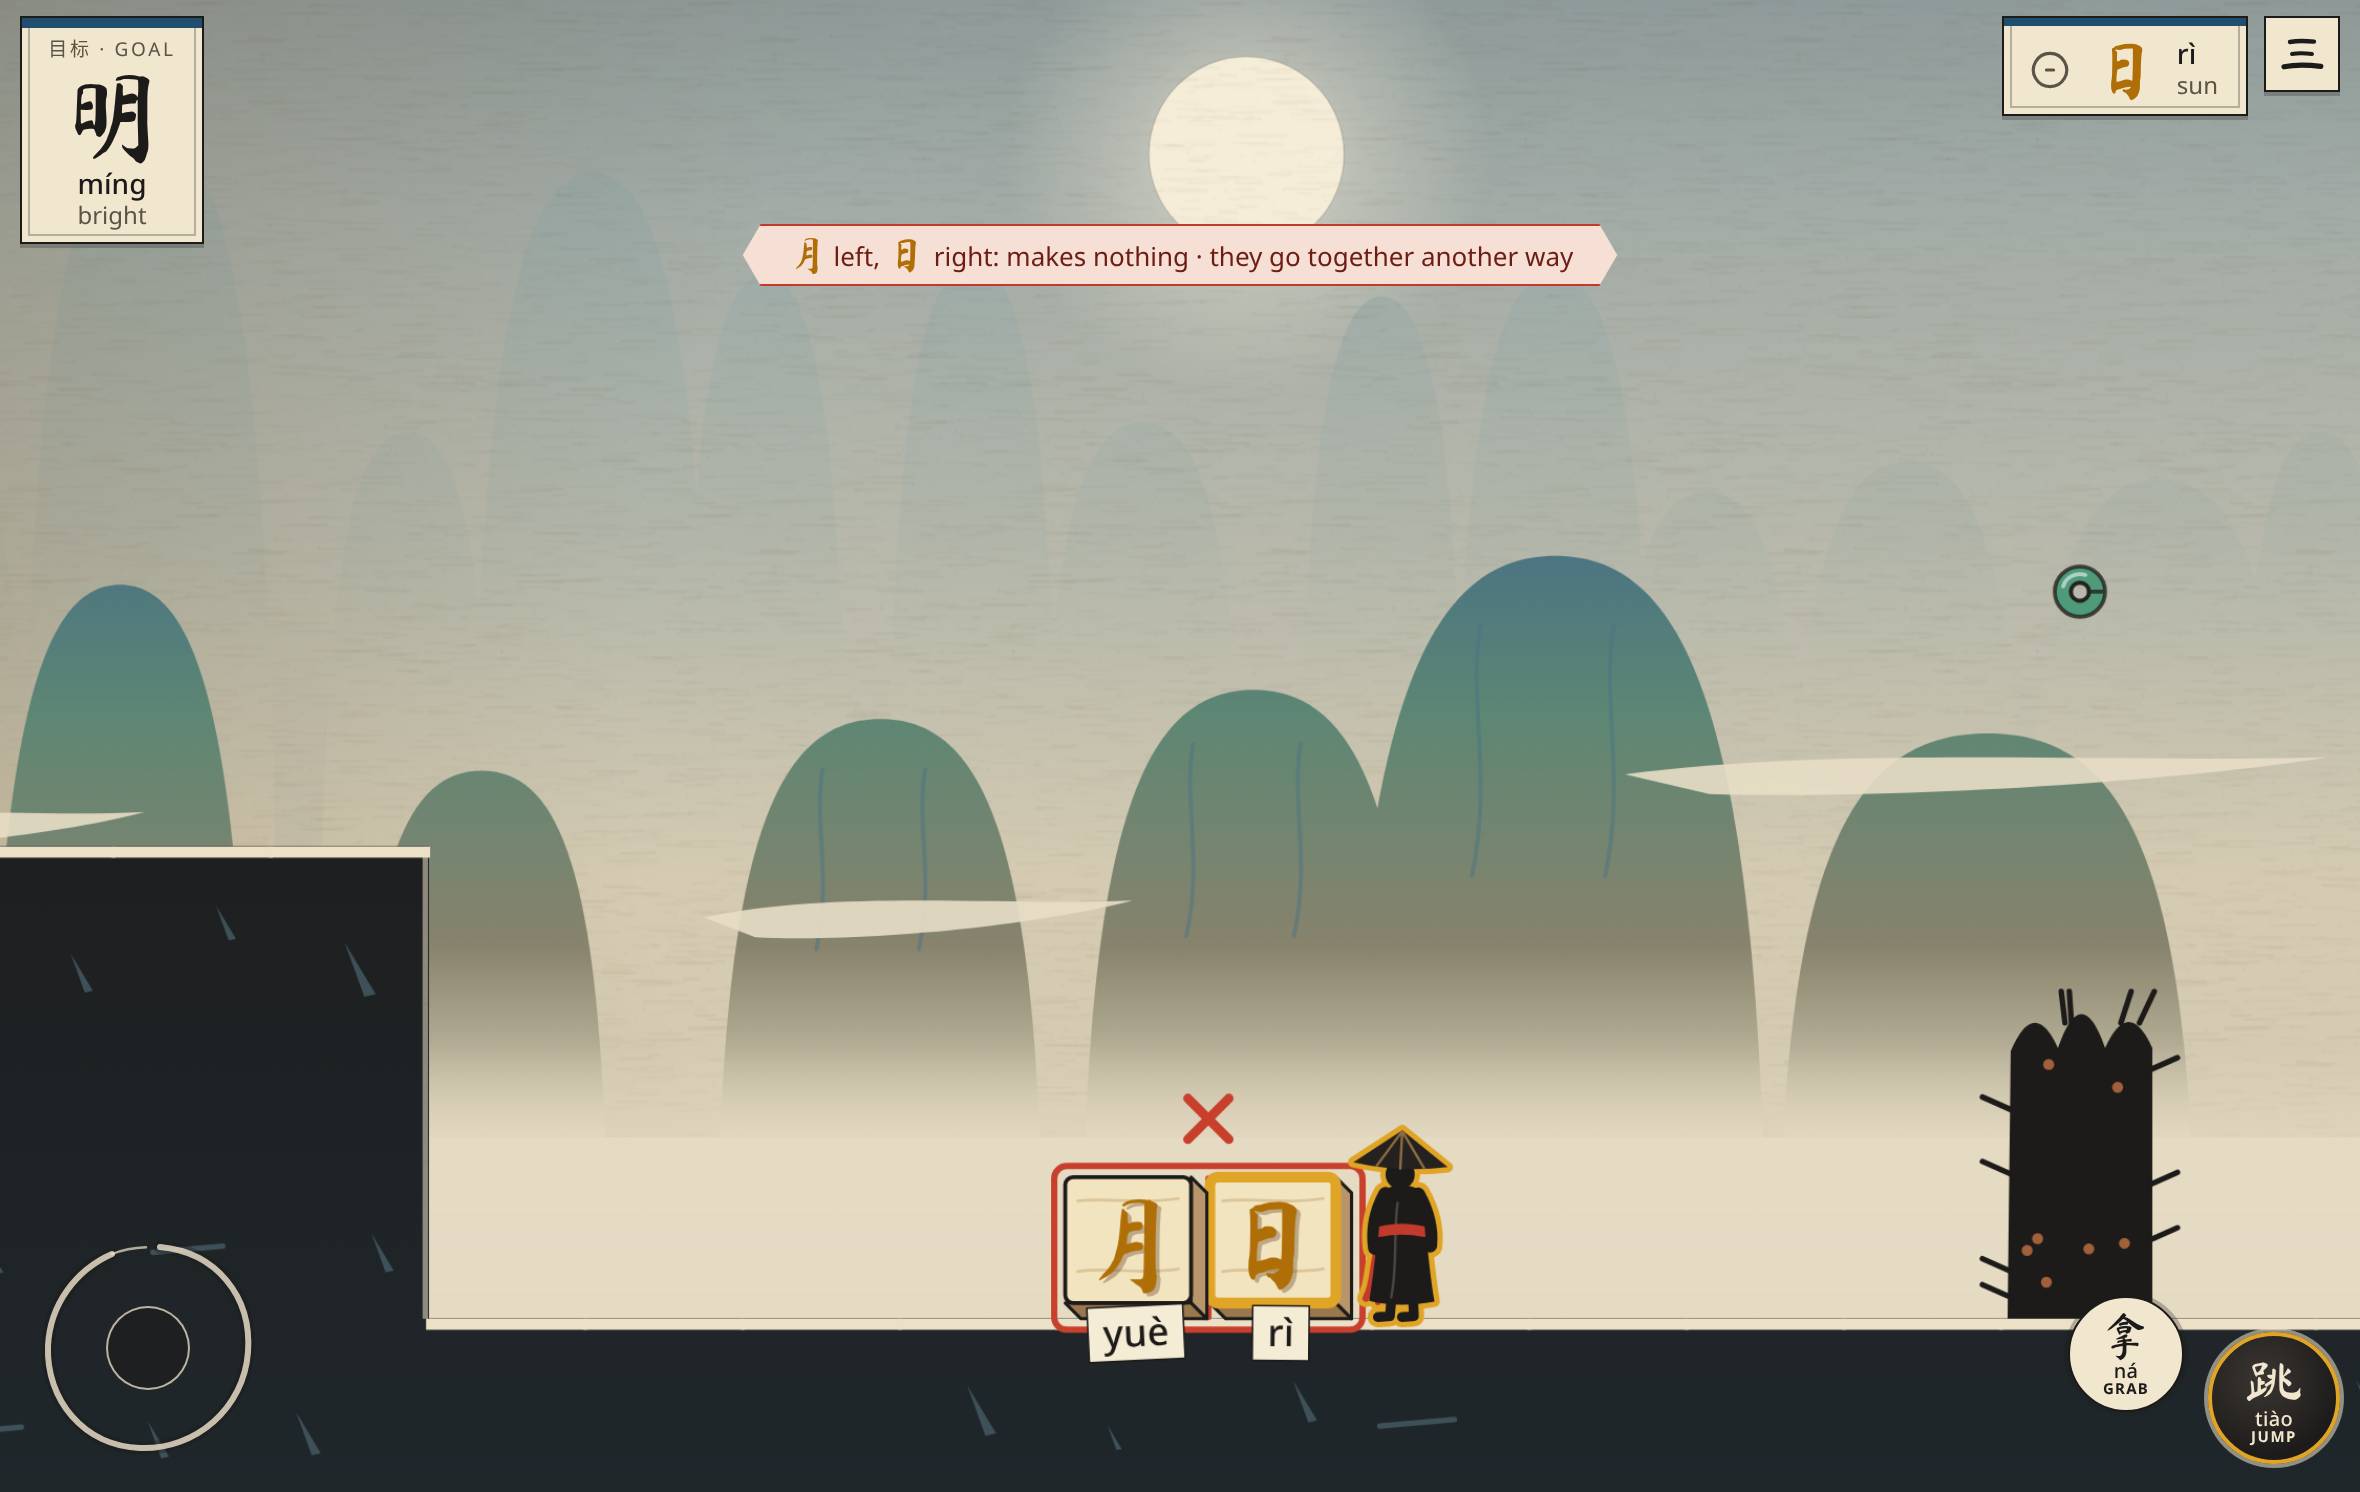 目标 · GOAL
明
míng
bright
日
rì
sun
三
月 left, 日 right: makes nothing · they go together another way
月
日
yuè
rì
拿
ná
GRAB
跳
tiào
JUMP